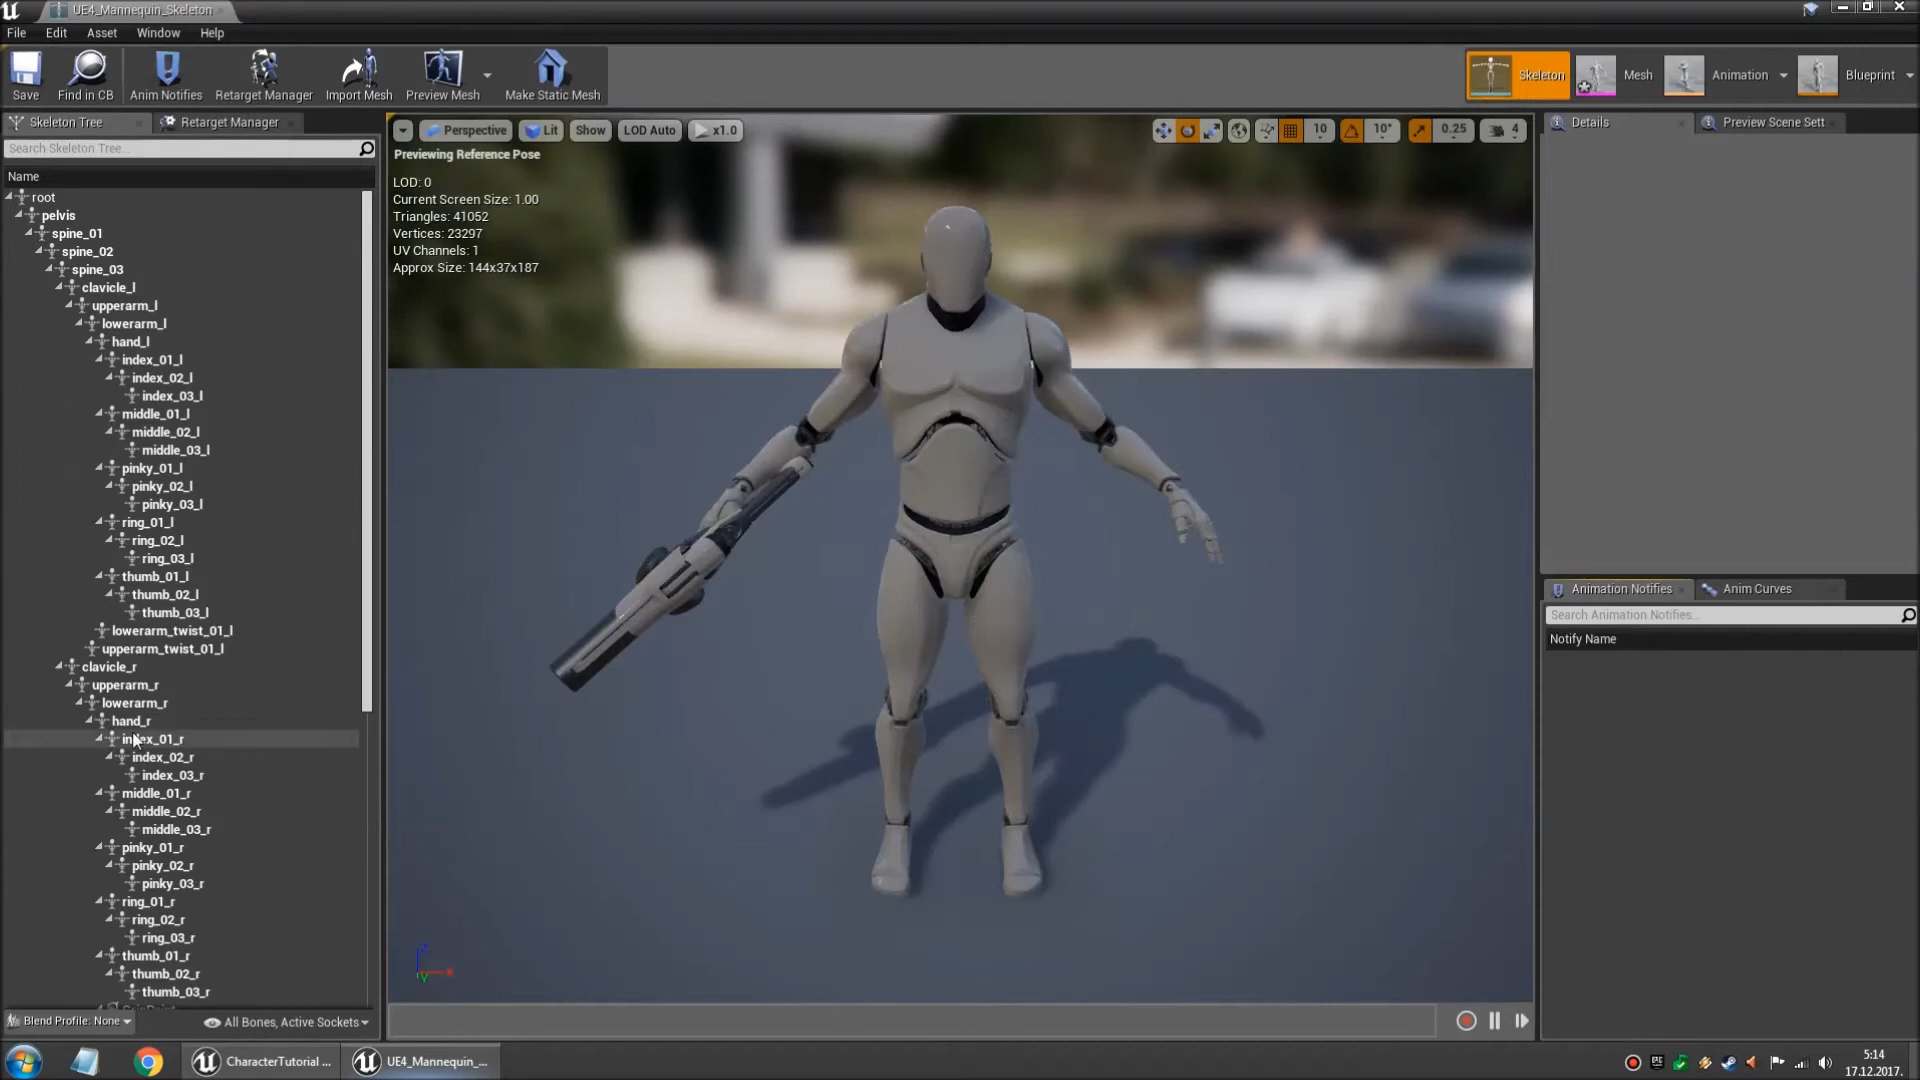 UE4_Mannequin_Skeleton
File Edit Asset Window Help
Save Find in CB Anim Notifies Retarget Manager Import Mesh Preview Mesh Make Static Mesh
Skeleton Mesh Animation Blueprint
Skeleton Tree Retarget Manager
Search Skeleton Tree...
Name
root
pelvis
spine_01
spine_02
spine_03
clavicle_l
upperarm_l
lowerarm_l
hand_l
index_01_l
index_02_l
index_03_l
middle_01_l
middle_02_l
middle_03_l
pinky_01_l
pinky_02_l
pinky_03_l
ring_01_l
ring_02_l
ring_03_l
thumb_01_l
thumb_02_l
thumb_03_l
lowerarm_twist_01_l
upperarm_twist_01_l
clavicle_r
upperarm_r
lowerarm_r
hand_r
index_01_r
index_02_r
index_03_r
middle_01_r
middle_02_r
middle_03_r
pinky_01_r
pinky_02_r
pinky_03_r
ring_01_r
ring_02_r
ring_03_r
thumb_01_r
thumb_02_r
thumb_03_r
Blend Profile: None All Bones, Active Sockets
Perspective Lit Show LOD Auto x1.0 10 10° 0.25 4
Previewing Reference Pose
LOD: 0
Current Screen Size: 1.00
Triangles: 41052
Vertices: 23297
UV Channels: 1
Approx Size: 144x37x187
Z
Y
Details Preview Scene Sett
Animation Notifies Anim Curves
Search Animation Notifies...
Notify Name
CharacterTutorial ... UE4_Mannequin_...
5:14
17.12.2017.